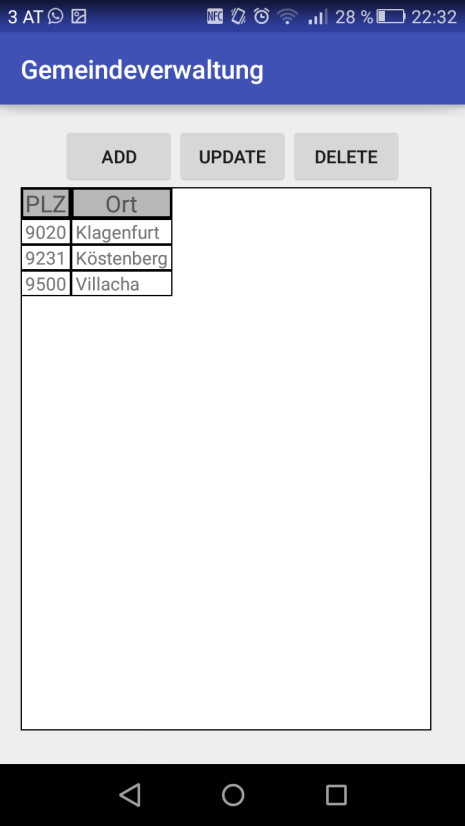 3 AT NFC 28 % 22:32
Gemeindeverwaltung
ADD UPDATE DELETE
PLZ Ort
9020 Klagenfurt
9231 Köstenberg
9500 Villacha